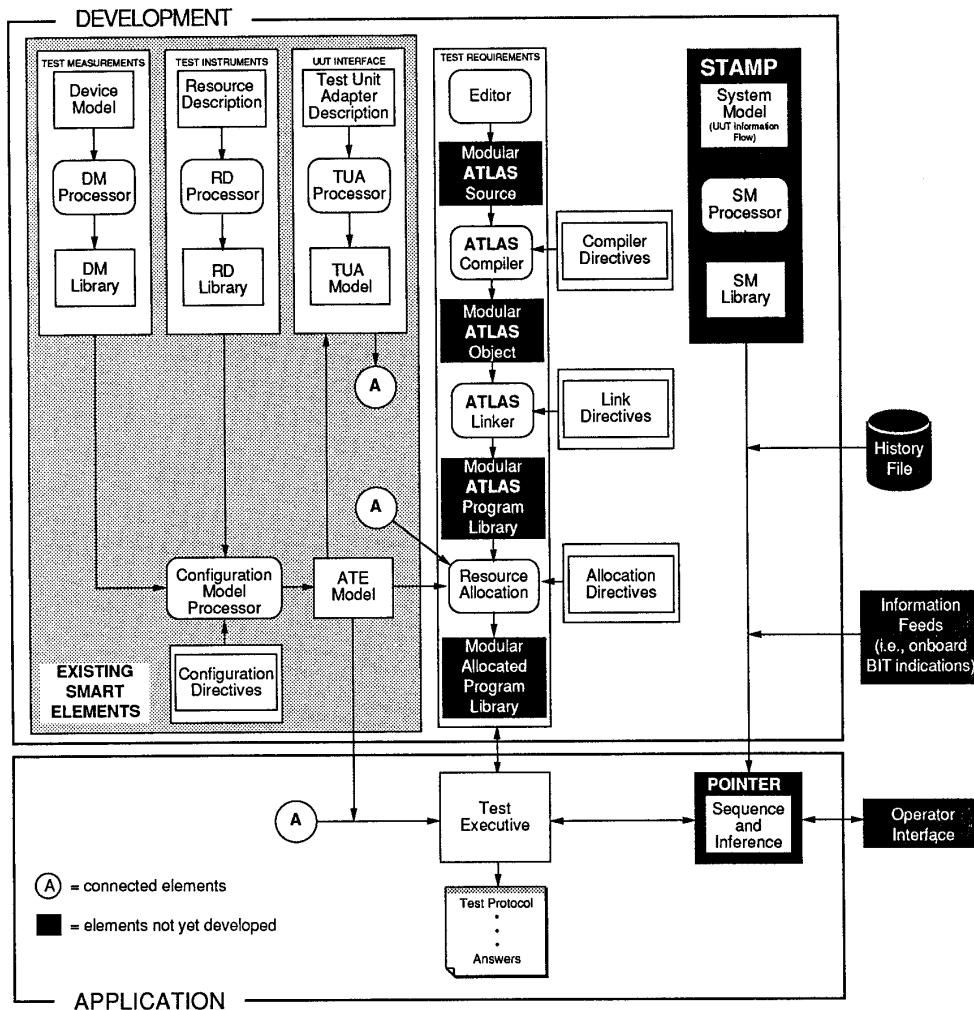 DEVELOPMENT
TEST MEASUREMENTS
Device
Model
DM
Processor
DM
Library
TEST INSTRUMENTS
Resource
Description
RD
Processor
RD
Library
UUT INTERFACE
Test Unit
Adapter
Description
TUA
Processor
TUA
Model
A
TEST REQUIREMENTS
Editor
Modular
ATLAS
Source
ATLAS
Compiler
Compiler
Directives
Modular
ATLAS
Object
ATLAS
Linker
Link
Directives
Modular
ATLAS
Program
Library
A
Resource
Allocation
Allocation
Directives
Modular
Allocated
Program
Library
Configuration
Model
Processor
ATE
Model
Configuration
Directives
EXISTING
SMART
ELEMENTS
STAMP
System
Model
(UUT Information
Flow)
SM
Processor
SM
Library
History
File
Information
Feeds
(i.e., onboard
BIT indications)
A
Test
Executive
POINTER
Sequence
and
Inference
Operator
Interface
Test Protocol
Answers
A = connected elements
= elements not yet developed
APPLICATION